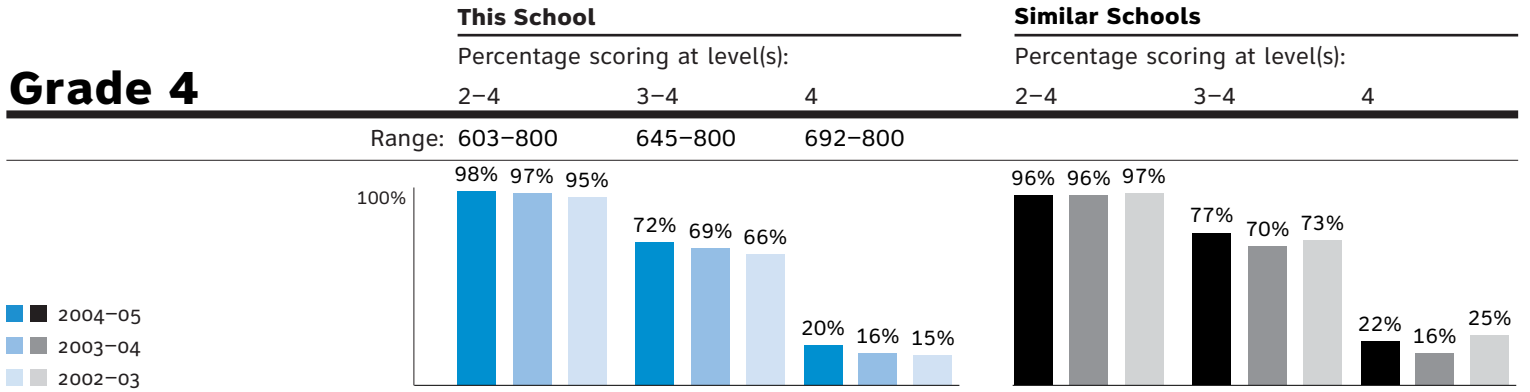 This School Similar Schools
Percentage scoring at level(s): Percentage scoring at level(s):
Grade 4
2–4 3–4 4 2–4 3–4 4
Range: 603–800 645–800 692–800
98% 97% 95% 96% 96% 97%
100%
72% 69% 66% 77% 70% 73%
20% 16% 15% 22% 16% 25%
2004–05
2003–04
2002–03